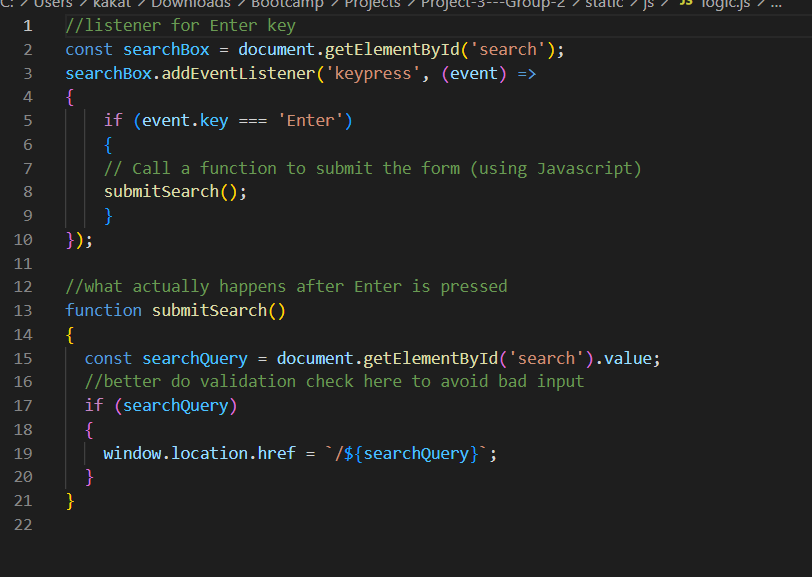 C: > Users > kakat > Downloads > Bootcamp > Projects > Project-3---Group-2 > static > js > JS logic.js > ...
1 //listener for Enter key
2 const searchBox = document.getElementById('search');
3 searchBox.addEventListener('keypress', (event) =>
4 {
5 if (event.key === 'Enter')
6 {
7 // Call a function to submit the form (using Javascript)
8 submitSearch();
9 }
10 });
11
12 //what actually happens after Enter is pressed
13 function submitSearch()
14 {
15 const searchQuery = document.getElementById('search').value;
16 //better do validation check here to avoid bad input
17 if (searchQuery)
18 {
19 window.location.href = `/${searchQuery}`;
20 }
21 }
22